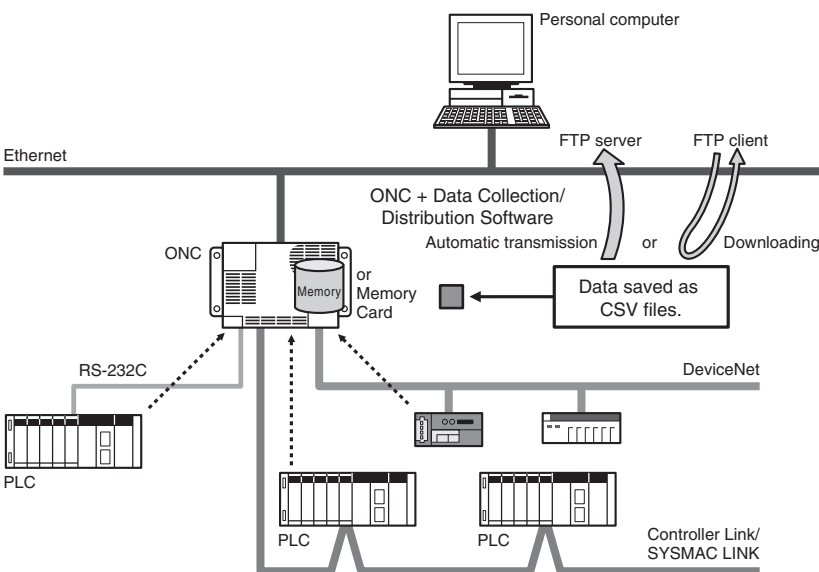 Personal computer
FTP server
FTP client
Ethernet
ONC + Data Collection/
Distribution Software
Automatic transmission
or
Downloading
ONC
Memory
or
Memory
Card
Data saved as
CSV files.
RS-232C
DeviceNet
PLC
PLC
PLC
Controller Link/
SYSMAC LINK